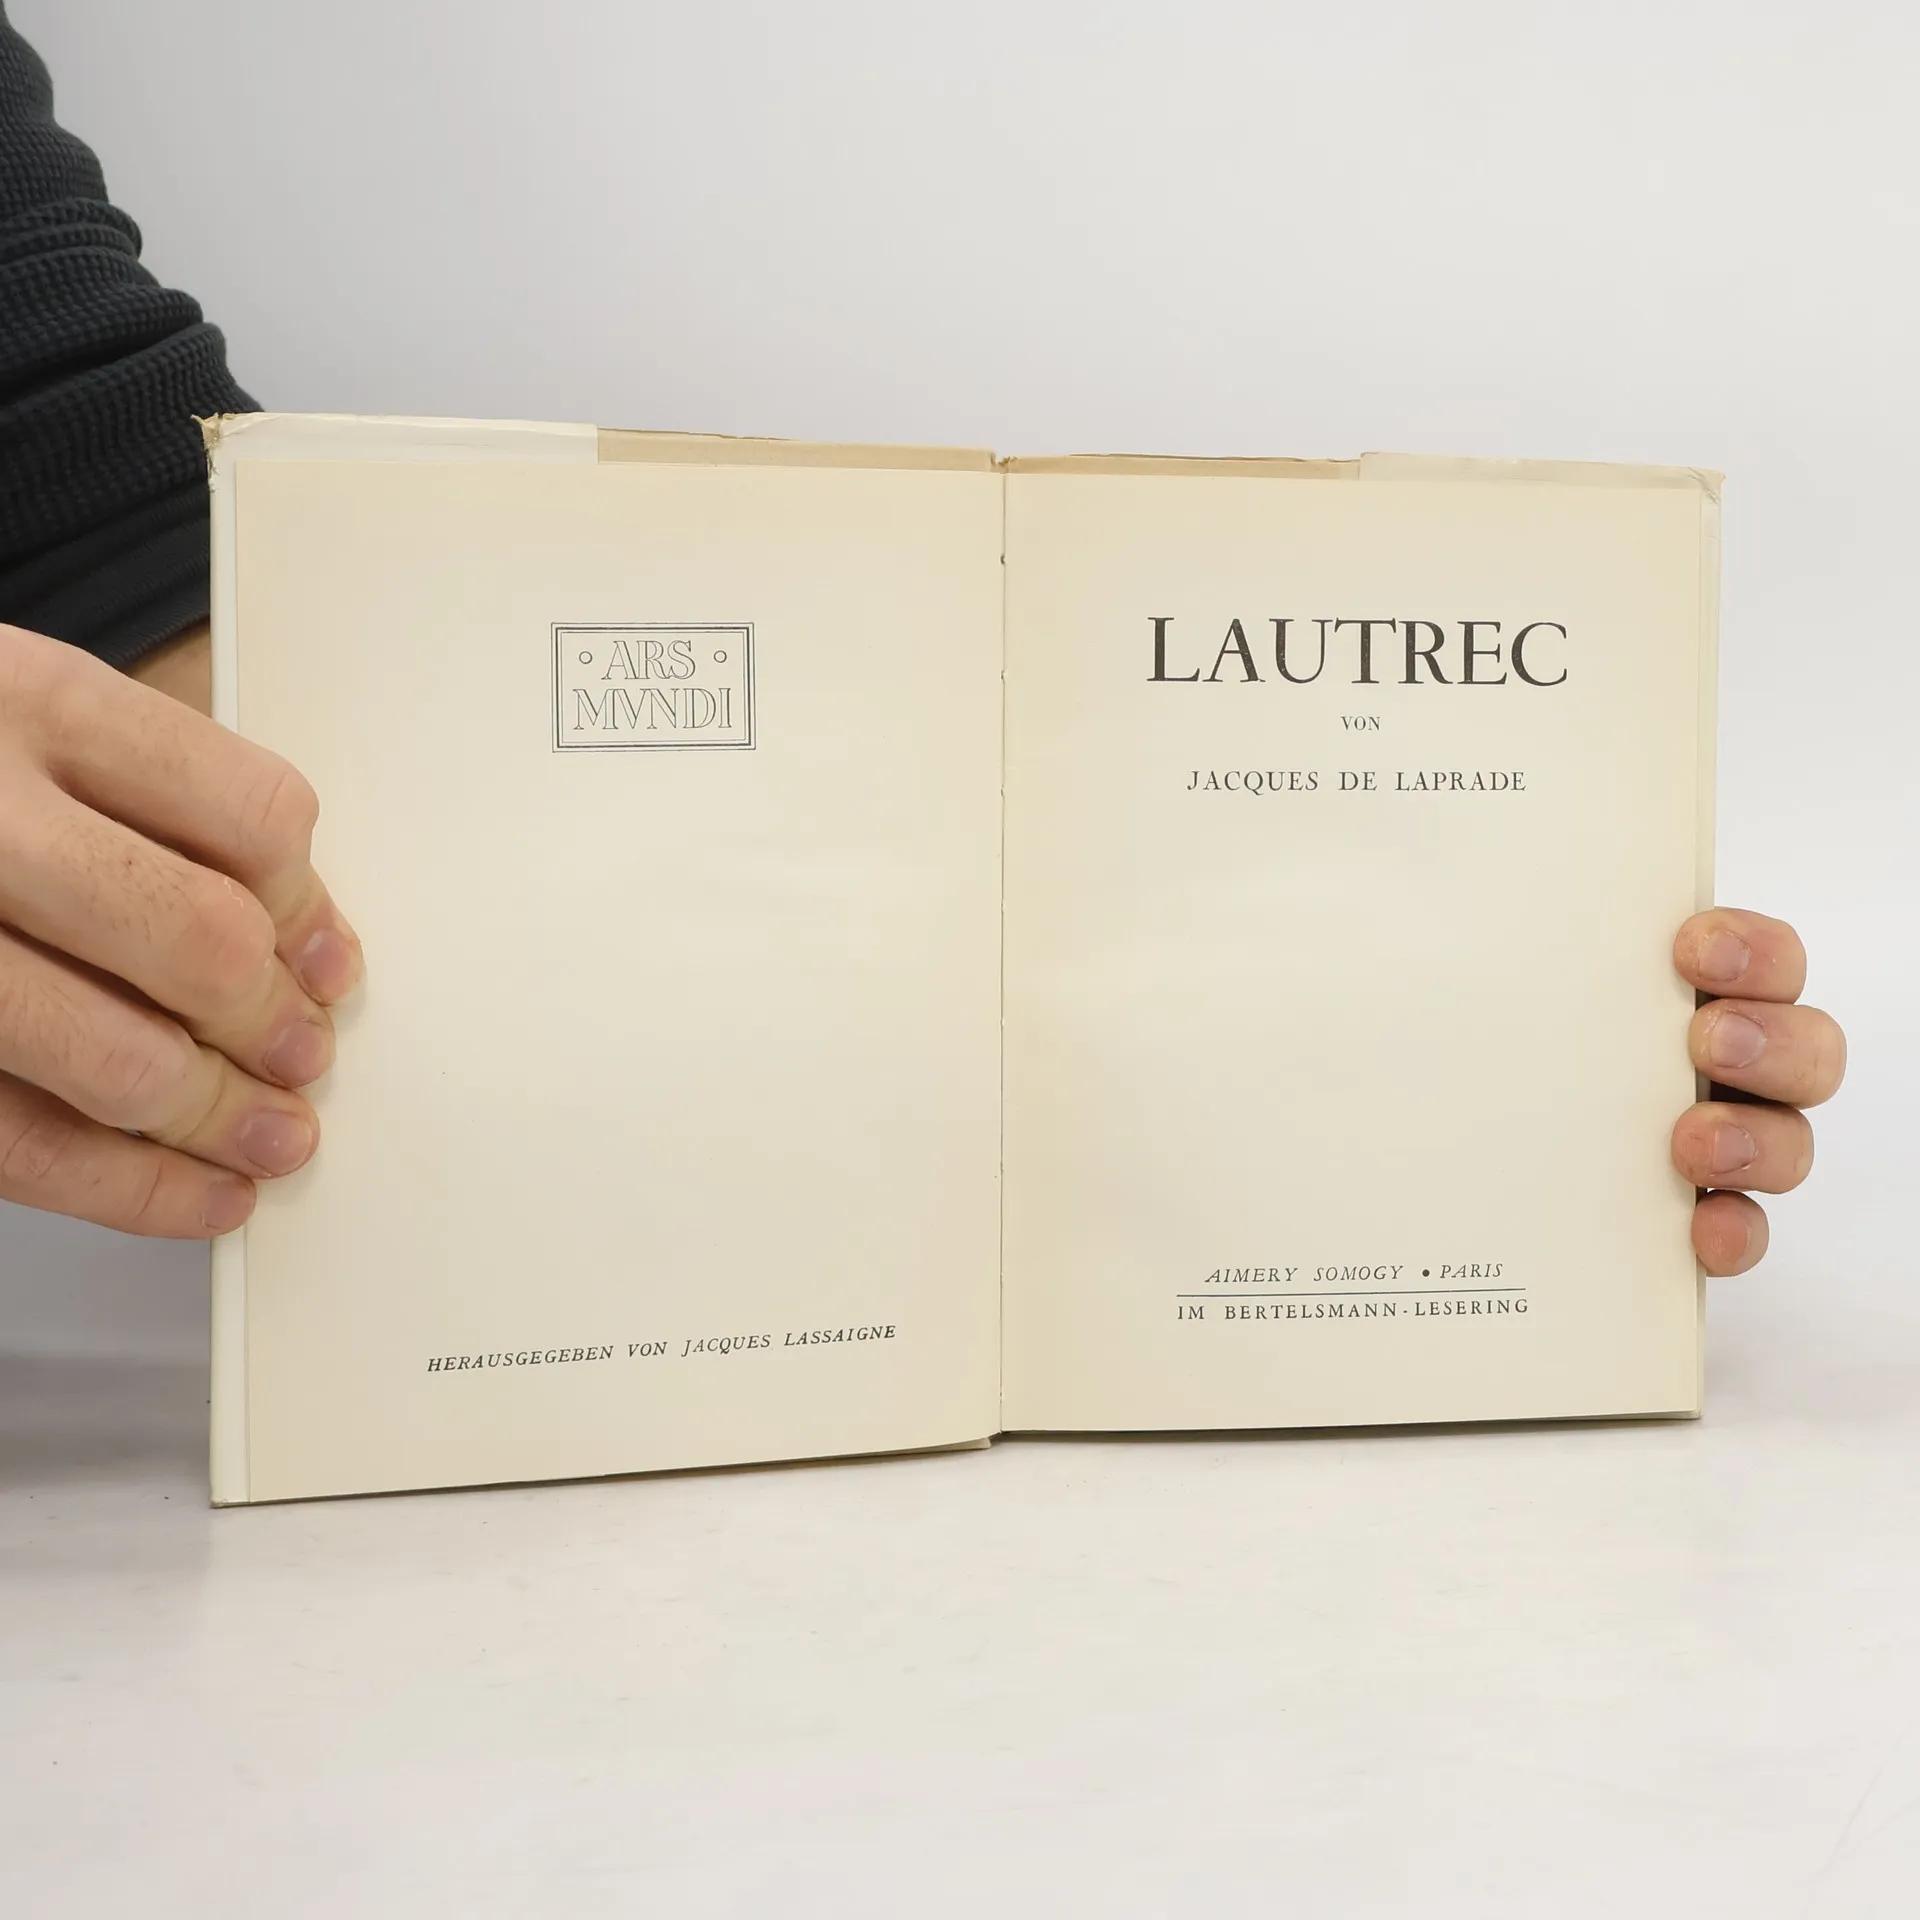 ARS
MVNDI
HERAUSGEGEBEN VON JACQUES LASSAIGNE
LAUTREC
VON
JACQUES DE LAPRADE
AIMERY SOMOGY • PARIS
IM BERTELSMANN-LESERING